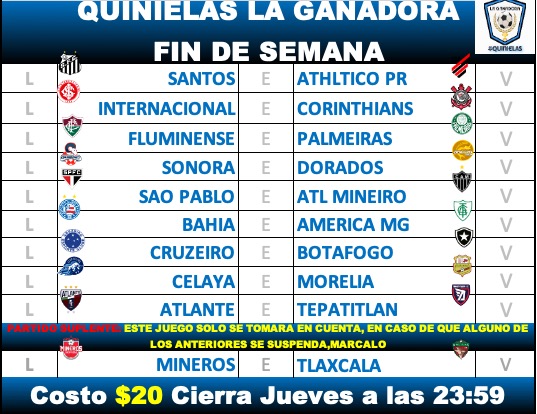 QUINIELAS LA GANADORA
LA GANADORA
#QUINIELAS
FIN DE SEMANA
L SANTOS E ATHLTICO PR V
L INTERNACIONAL E CORINTHIANS V
L FLUMINENSE E PALMEIRAS V
L SONORA E DORADOS V
L SAO PABLO E ATL MINEIRO V
L BAHIA E AMERICA MG V
L CRUZEIRO E BOTAFOGO V
L CELAYA E MORELIA V
L ATLANTE E TEPATITLAN V
PARTIDO SUPLENTE: ESTE JUEGO SOLO SE TOMARA EN CUENTA, EN CASO DE QUE ALGUNO DE
LOS ANTERIORES SE SUSPENDA,MARCALO
L MINEROS E TLAXCALA V
Costo $20 Cierra Jueves a las 23:59